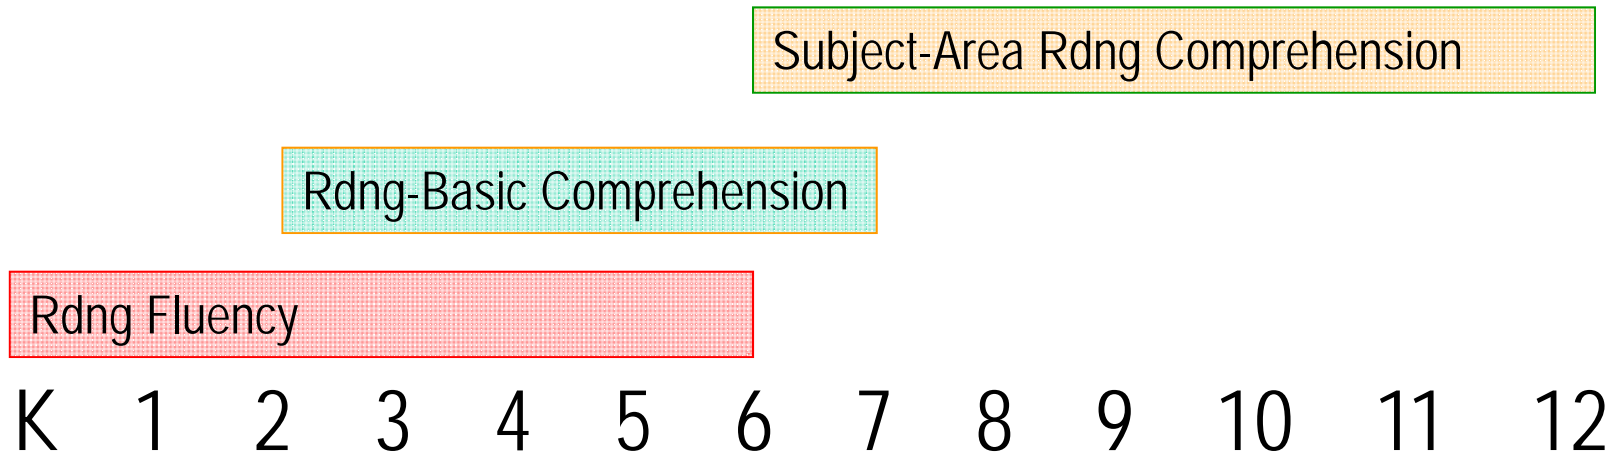 Subject-Area Rdng Comprehension
Rdng-Basic Comprehension
Rdng Fluency
K 1 2 3 4 5 6 7 8 9 10 11 12